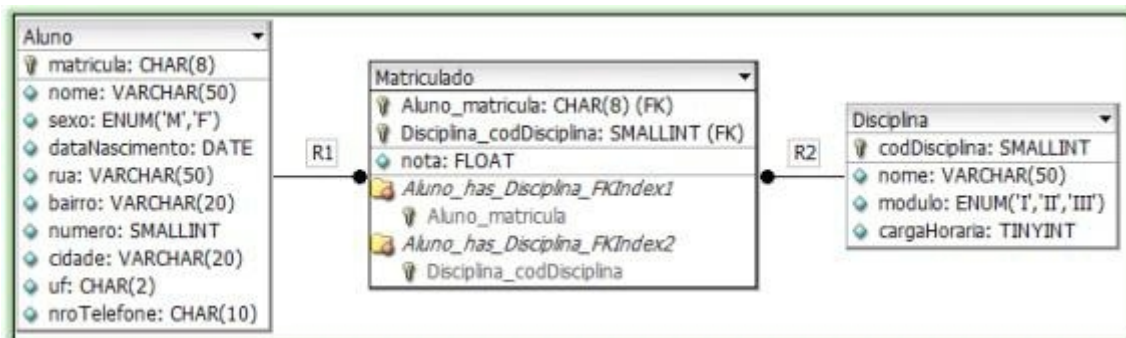 Aluno
matricula: CHAR(8)
nome: VARCHAR(50)
sexo: ENUM('M','F')
dataNascimento: DATE
rua: VARCHAR(50)
bairro: VARCHAR(20)
numero: SMALLINT
cidade: VARCHAR(20)
uf: CHAR(2)
nroTelefone: CHAR(10)
R1
Matriculado
Aluno_matricula: CHAR(8) (FK)
Disciplina_codDisciplina: SMALLINT (FK)
nota: FLOAT
Aluno_has_Disciplina_FKIndex1
Aluno_matricula
Aluno_has_Disciplina_FKIndex2
Disciplina_codDisciplina
R2
Disciplina
codDisciplina: SMALLINT
nome: VARCHAR(50)
modulo: ENUM('I','II','III')
cargaHoraria: TINYINT